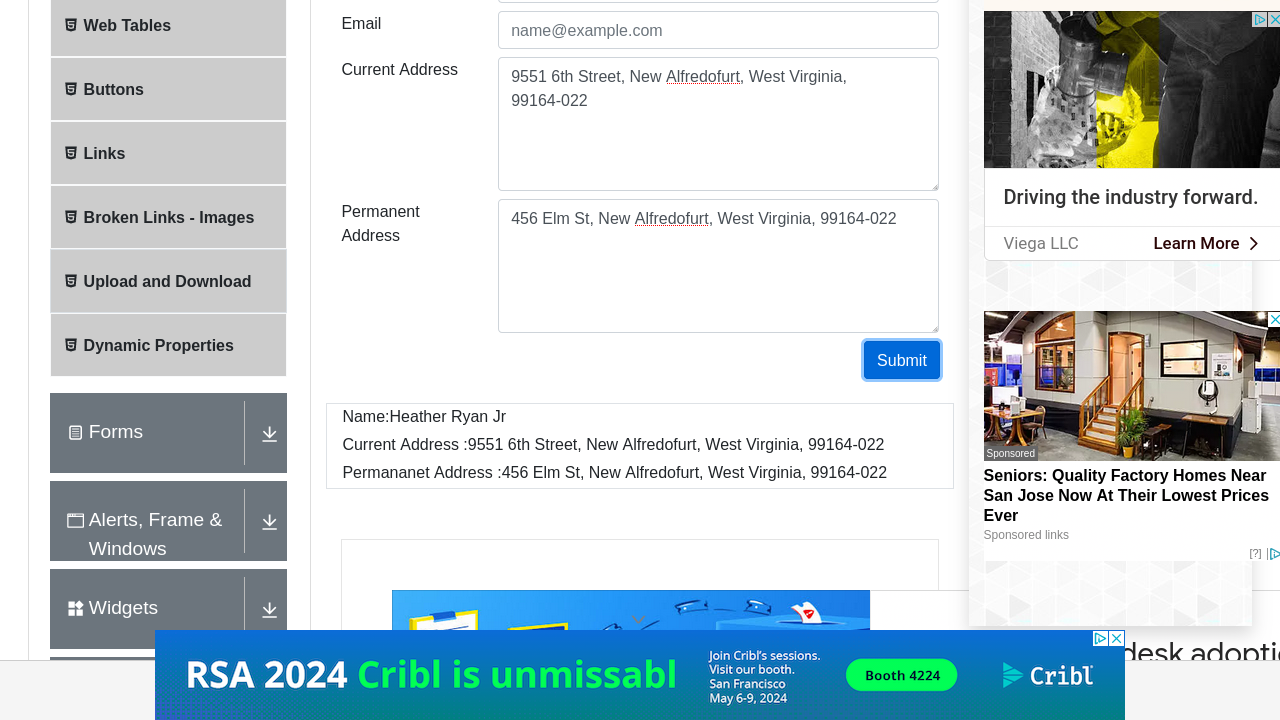 Web Tables
Buttons
Links
Broken Links - Images
Upload and Download
Dynamic Properties
Forms
Alerts, Frame &
Windows
Widgets
Email
name@example.com
Current Address
9551 6th Street, New Alfredofurt, West Virginia,
99164-022
Permanent
Address
456 Elm St, New Alfredofurt, West Virginia, 99164-022
Submit
Name:Heather Ryan Jr
Current Address :9551 6th Street, New Alfredofurt, West Virginia, 99164-022
Permananet Address :456 Elm St, New Alfredofurt, West Virginia, 99164-022
Driving the industry forward.
Viega LLC
Learn More
Sponsored
Seniors: Quality Factory Homes Near
San Jose Now At Their Lowest Prices
Ever
Sponsored links
[?]
desk adopti
RSA 2024 Cribl is unmissabl
Join Cribl's sessions.
Visit our booth.
San Francisco
May 6-9, 2024
Booth 4224
Cribl